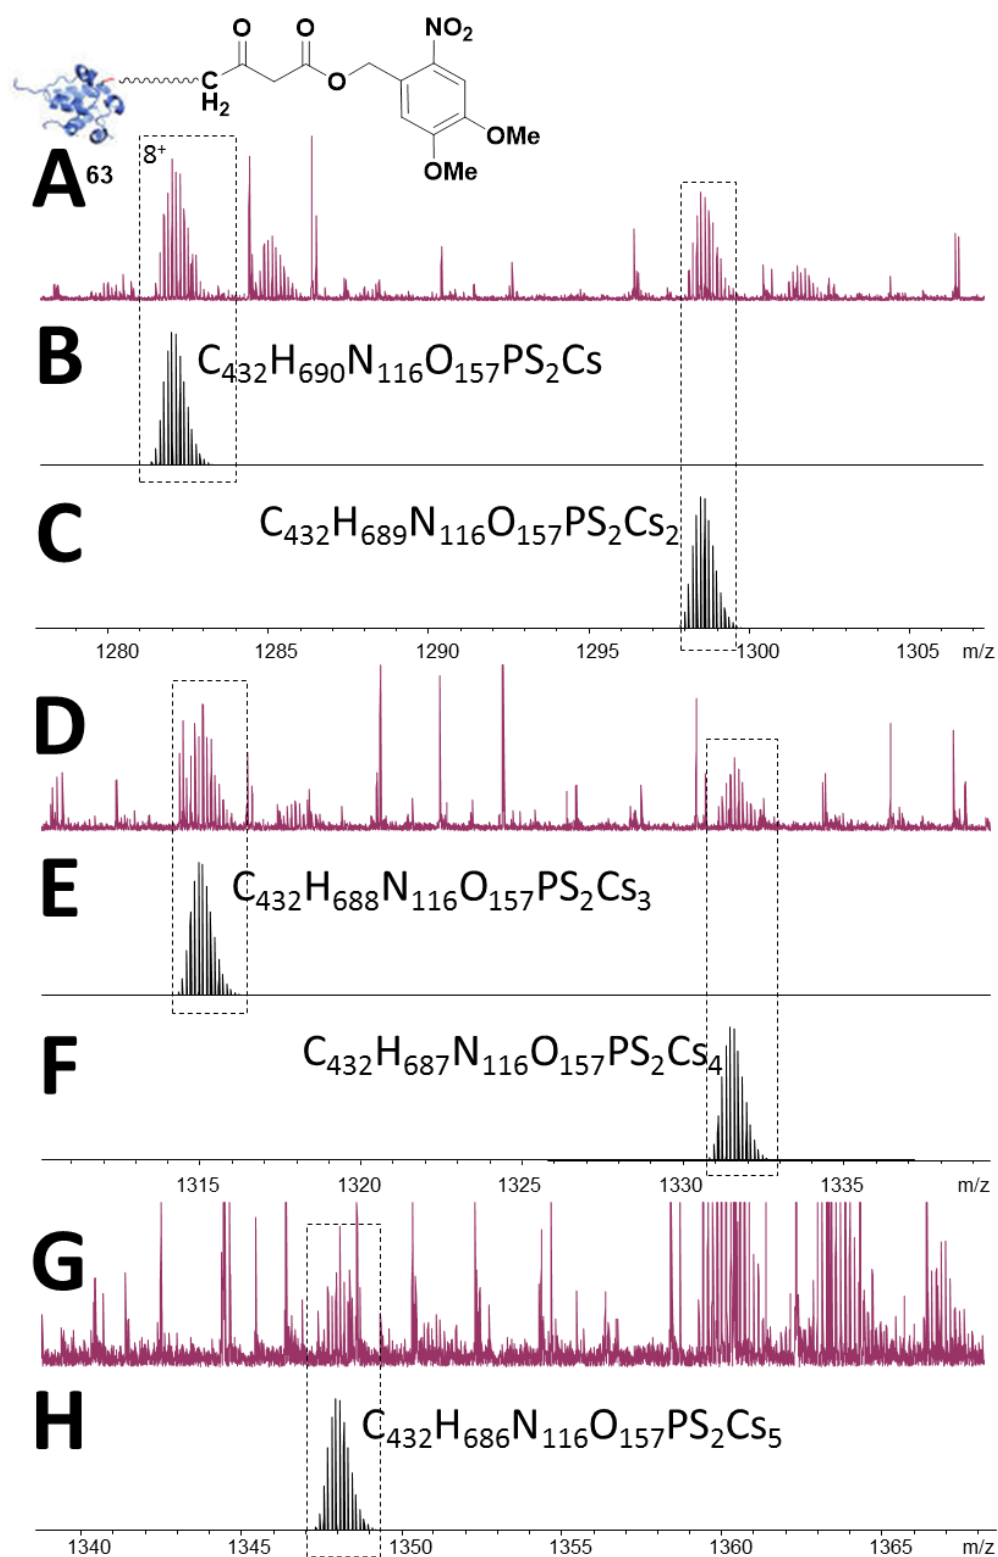 O O NO₂
C O
H₂
OMe
OMe
A 63 8⁺
B C₄₃₂H₆₉₀N₁₁₆O₁₅₇PS₂Cs
C C₄₃₂H₆₈₉N₁₁₆O₁₅₇PS₂Cs₂
1280 1285 1290 1295 1300 1305 m/z
D
E C₄₃₂H₆₈₈N₁₁₆O₁₅₇PS₂Cs₃
F C₄₃₂H₆₈₇N₁₁₆O₁₅₇PS₂Cs₄
1315 1320 1325 1330 1335 m/z
G
H C₄₃₂H₆₈₆N₁₁₆O₁₅₇PS₂Cs₅
1340 1345 1350 1355 1360 1365 m/z